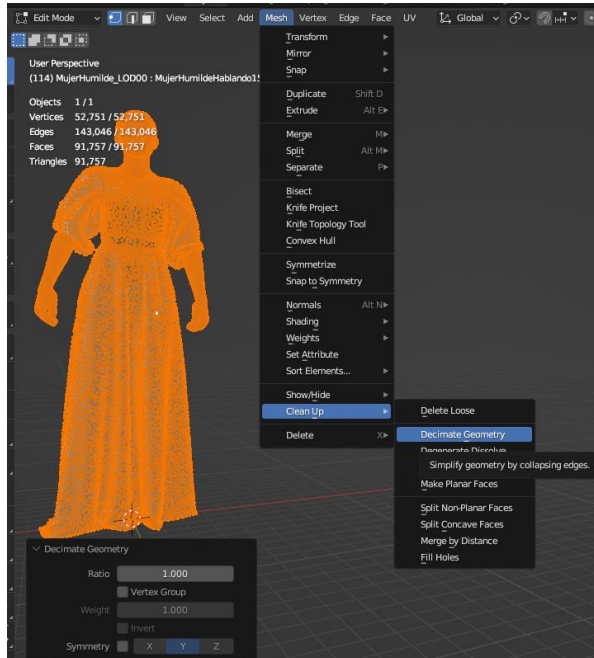 Edit Mode View Select Add Mesh Vertex Edge Face UV Global
User Perspective
(114) MujerHumilde_LOD00 : MujerHumildeHablando15
Objects 1/1
Vertices 52,751/52,751
Edges 143,046/143,046
Faces 91,757/91,757
Triangles 91,757
Transform
Mirror
Snap
Duplicate Shift D
Extrude Alt E
Merge M
Split Alt M
Separate P
Bisect
Knife Project
Knife Topology Tool
Convex Hull
Symmetrize
Snap to Symmetry
Normals Alt N
Shading
Weights
Set Attribute
Sort Elements...
Show/Hide
Clean Up
Delete X
Delete Loose
Decimate Geometry
Degenerate Dissolve
Simplify geometry by collapsing edges.
Make Planar Faces
Split Non-Planar Faces
Split Concave Faces
Merge by Distance
Fill Holes
Decimate Geometry
Ratio 1.000
Vertex Group
Weight 1.000
Invert
Symmetry X Y Z